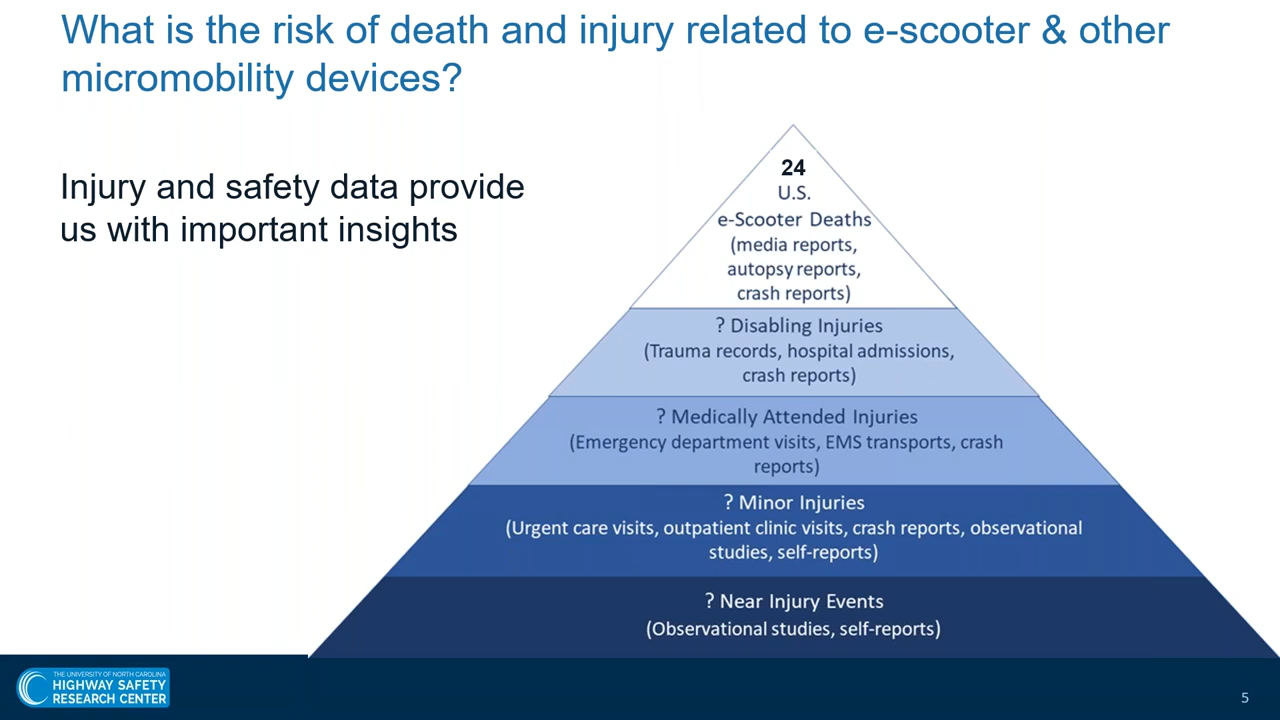 What is the risk of death and injury related to e-scooter & other
micromobility devices?
Injury and safety data provide
us with important insights
24
U.S.
e-Scooter Deaths
(media reports,
autopsy reports,
crash reports)
? Disabling Injuries
(Trauma records, hospital admissions,
crash reports)
? Medically Attended Injuries
(Emergency department visits, EMS transports, crash
reports)
? Minor Injuries
(Urgent care visits, outpatient clinic visits, crash reports, observational
studies, self-reports)
? Near Injury Events
(Observational studies, self-reports)
THE UNIVERSITY OF NORTH CAROLINA
HIGHWAY SAFETY
RESEARCH CENTER
5